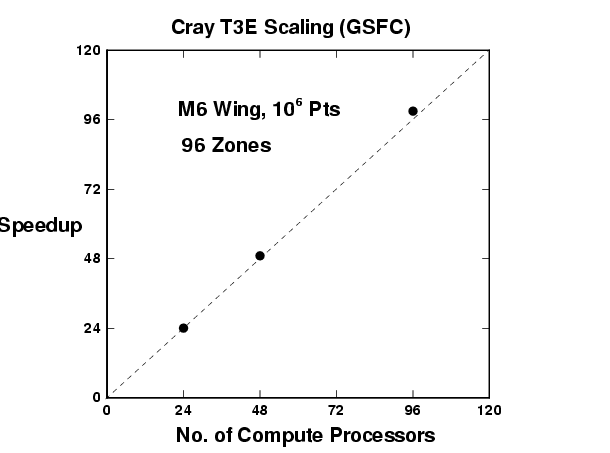 Cray T3E Scaling (GSFC)
120
M6 Wing, 10⁶ Pts
96
96 Zones
72
Speedup
48
24
0
0 24 48 72 96 120
No. of Compute Processors